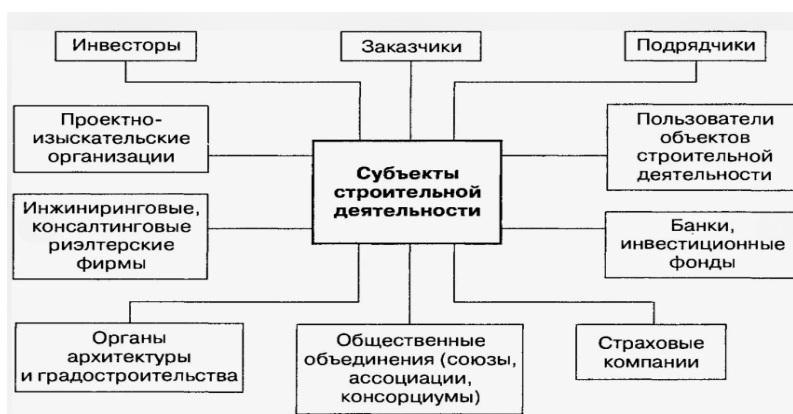 Инвесторы
Заказчики
Подрядчики
Проектно-
изыскательские
организации
Пользователи
объектов
строительной
деятельности
Субъекты
строительной
деятельности
Инжиниринговые,
консалтинговые
риэлтерские
фирмы
Банки,
инвестиционные
фонды
Органы
архитектуры
и градостроительства
Общественные
объединения (союзы,
ассоциации,
консорциумы)
Страховые
компании